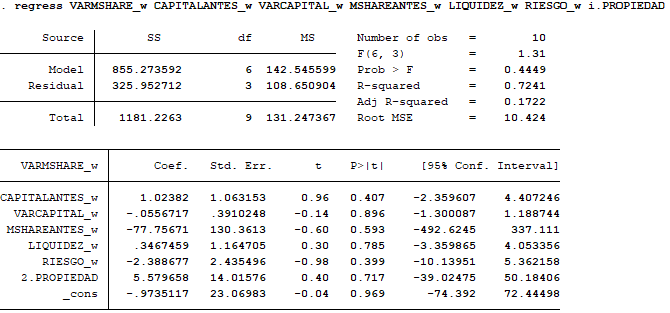 . regress VARMSHARE_w CAPITALANTES_w VARCAPITAL_w MSHAREANTES_w LIQUIDEZ_w RIESGO_w i.PROPIEDAD
Source SS df MS Number of obs = 10
F(6, 3) = 1.31
Model 855.273592 6 142.545599 Prob > F = 0.4449
Residual 325.952712 3 108.650904 R-squared = 0.7241
Adj R-squared = 0.1722
Total 1181.2263 9 131.247367 Root MSE = 10.424
VARMSHARE_w Coef. Std. Err. t P>|t| [95% Conf. Interval]
CAPITALANTES_w 1.02382 1.063153 0.96 0.407 -2.359607 4.407246
VARCAPITAL_w -.0556717 .3910248 -0.14 0.896 -1.300087 1.188744
MSHAREANTES_w -77.75671 130.3613 -0.60 0.593 -492.6245 337.111
LIQUIDEZ_w .3467459 1.164705 0.30 0.785 -3.359865 4.053356
RIESGO_w -2.388677 2.435496 -0.98 0.399 -10.13951 5.362158
2.PROPIEDAD 5.579658 14.01576 0.40 0.717 -39.02475 50.18406
_cons -.9735117 23.06983 -0.04 0.969 -74.392 72.44498